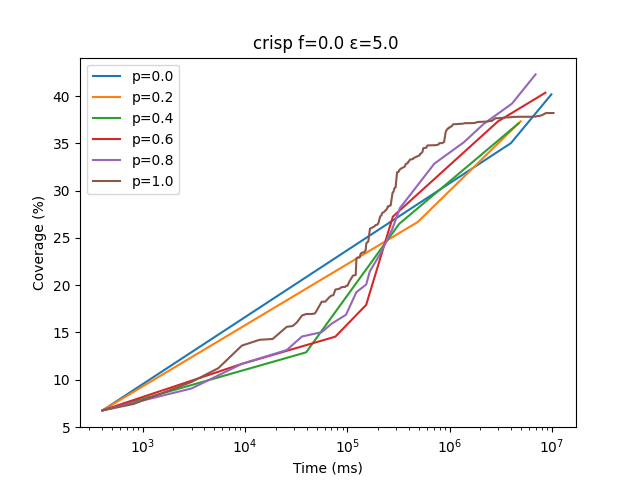 crisp f=0.0 ε=5.0
p=0.0
p=0.2
p=0.4
p=0.6
p=0.8
p=1.0
40
35
30
25
20
15
10
5
Coverage (%)
10³ 10⁴ 10⁵ 10⁶ 10⁷
Time (ms)